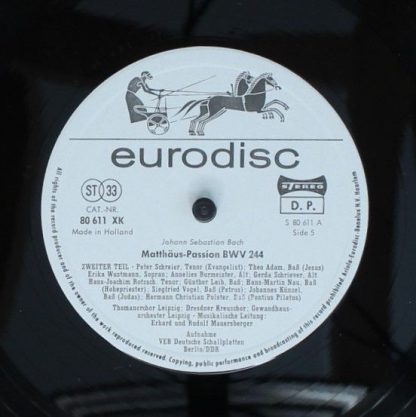 eurodisc
ST 33
CAT.-NR.
80 611 XK
Made in Holland
STEREO
D. P.
S 80 611 A
Side 5
Johann Sebastian Bach
Matthäus-Passion BWV 244
ZWEITER TEIL - Peter Schreier, Tenor (Evangelist); Theo Adam, Baß (Jesus)
Erika Wustmann, Sopran; Annelies Burmeister, Alt; Gerda Schriever, Alt
Hans-Joachim Rotzsch, Tenor; Günther Leib, Baß; Hans-Martin Nau, Baß
(Hohepriester); Siegfried Vogel, Baß (Petrus); Johannes Künzel,
Baß (Judas); Hermann Christian Polster, Baß (Pontius Pilatus)
Thomanerchor Leipzig; Dresdner Kreuzchor; Gewandhaus-
orchester Leipzig - Musikalische Leitung:
Erhard und Rudolf Mauersberger
Aufnahme
VEB Deutsche Schallplatten
Berlin/DDR
All rights of the record producer and of the owner of the work reproduced reserved. Copying, public performance and broadcasting of this record prohibited. Ariola-Eurodisc-Benelux N.V. Haarlem